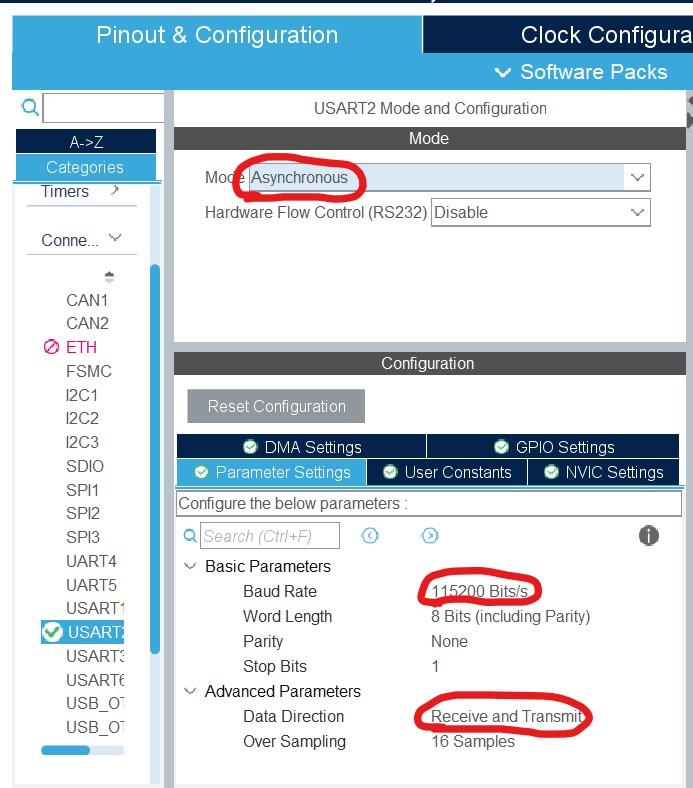 Pinout & Configuration
Clock Configura
Software Packs
USART2 Mode and Configuration
A->Z
Categories
Timers
Conne...
CAN1
CAN2
ETH
FSMC
I2C1
I2C2
I2C3
SDIO
SPI1
SPI2
SPI3
UART4
UART5
USART1
USART2
USART3
USART6
USB_OT
USB_OT
Mode
Mode Asynchronous
Hardware Flow Control (RS232) Disable
Configuration
Reset Configuration
DMA Settings GPIO Settings
Parameter Settings User Constants NVIC Settings
Configure the below parameters :
Search (Ctrl+F)
Basic Parameters
Baud Rate 115200 Bits/s
Word Length 8 Bits (including Parity)
Parity None
Stop Bits 1
Advanced Parameters
Data Direction Receive and Transmit
Over Sampling 16 Samples